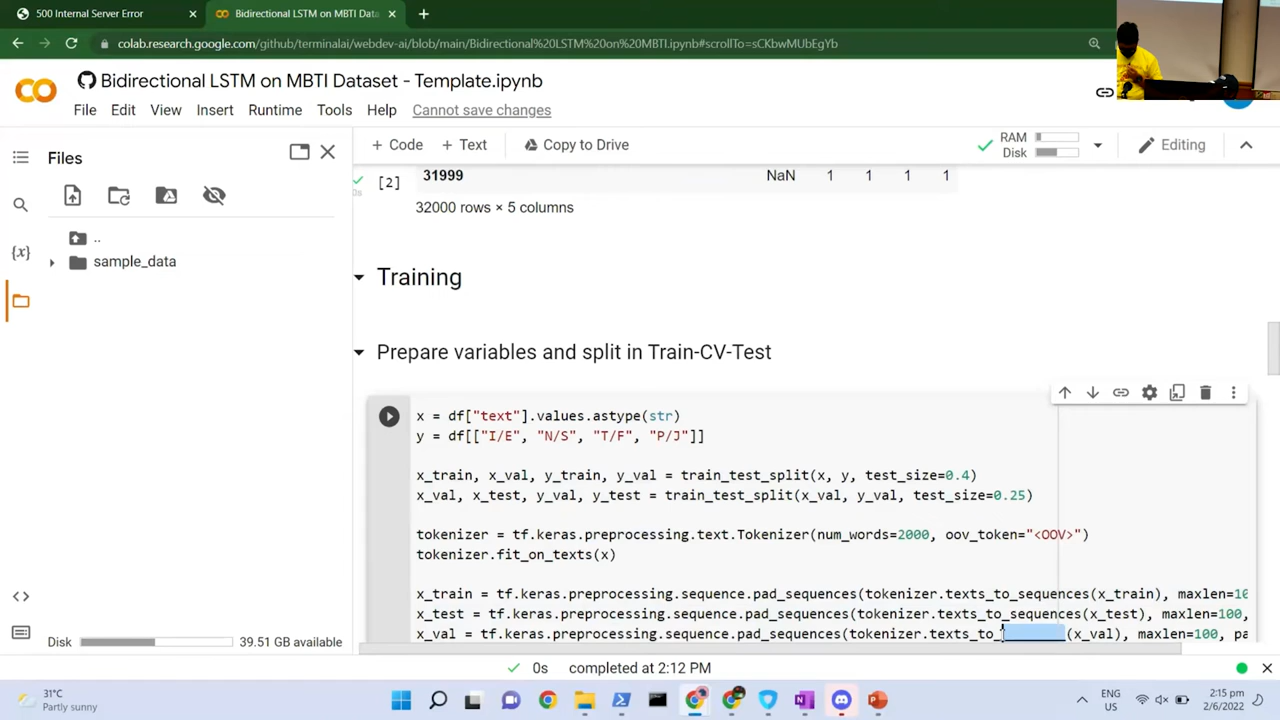 500 Internal Server Error
Bidirectional LSTM on MBTI Data
colab.research.google.com/github/terminalai/webdev-ai/blob/main/Bidirectional%20LSTM%20on%20MBTI.ipynb#scrollTo=sCKbwMUbEgYb
Bidirectional LSTM on MBTI Dataset - Template.ipynb
File Edit View Insert Runtime Tools Help Cannot save changes
Files
+ Code + Text Copy to Drive
RAM
Disk
Editing
[2]
31999 NaN 1 1 1 1
32000 rows × 5 columns
..
sample_data
{x}
Training
Prepare variables and split in Train-CV-Test
x = df["text"].values.astype(str)
y = df[["I/E", "N/S", "T/F", "P/J"]]
x_train, x_val, y_train, y_val = train_test_split(x, y, test_size=0.4)
x_val, x_test, y_val, y_test = train_test_split(x_val, y_val, test_size=0.25)
tokenizer = tf.keras.preprocessing.text.Tokenizer(num_words=2000, oov_token="<OOV>")
tokenizer.fit_on_texts(x)
x_train = tf.keras.preprocessing.sequence.pad_sequences(tokenizer.texts_to_sequences(x_train), maxlen=10
x_test = tf.keras.preprocessing.sequence.pad_sequences(tokenizer.texts_to_sequences(x_test), maxlen=100,
x_val = tf.keras.preprocessing.sequence.pad_sequences(tokenizer.texts_to_(x_val), maxlen=100, pa
Disk 39.51 GB available
0s completed at 2:12 PM
31°C
Partly sunny
ENG
US
2:15 pm
2/6/2022